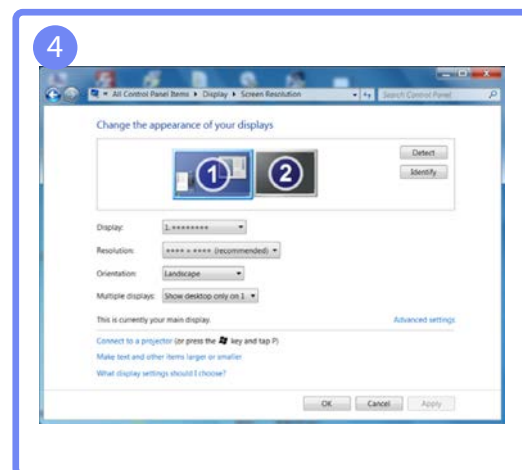 4
All Control Panel Items ▸ Display ▸ Screen Resolution
Search Control Panel
Change the appearance of your displays
1 2
Detect
Identify
Display: 1. ********
Resolution: **** × **** (recommended)
Orientation: Landscape
Multiple displays: Show desktop only on 1
This is currently your main display.
Advanced settings
Connect to a projector (or press the key and tap P)
Make text and other items larger or smaller
What display settings should I choose?
OK Cancel Apply